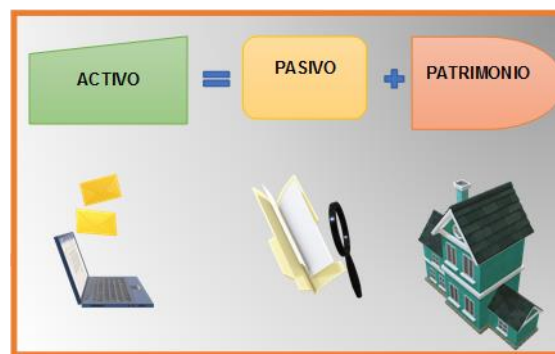 ACTIVO = PASIVO + PATRIMONIO